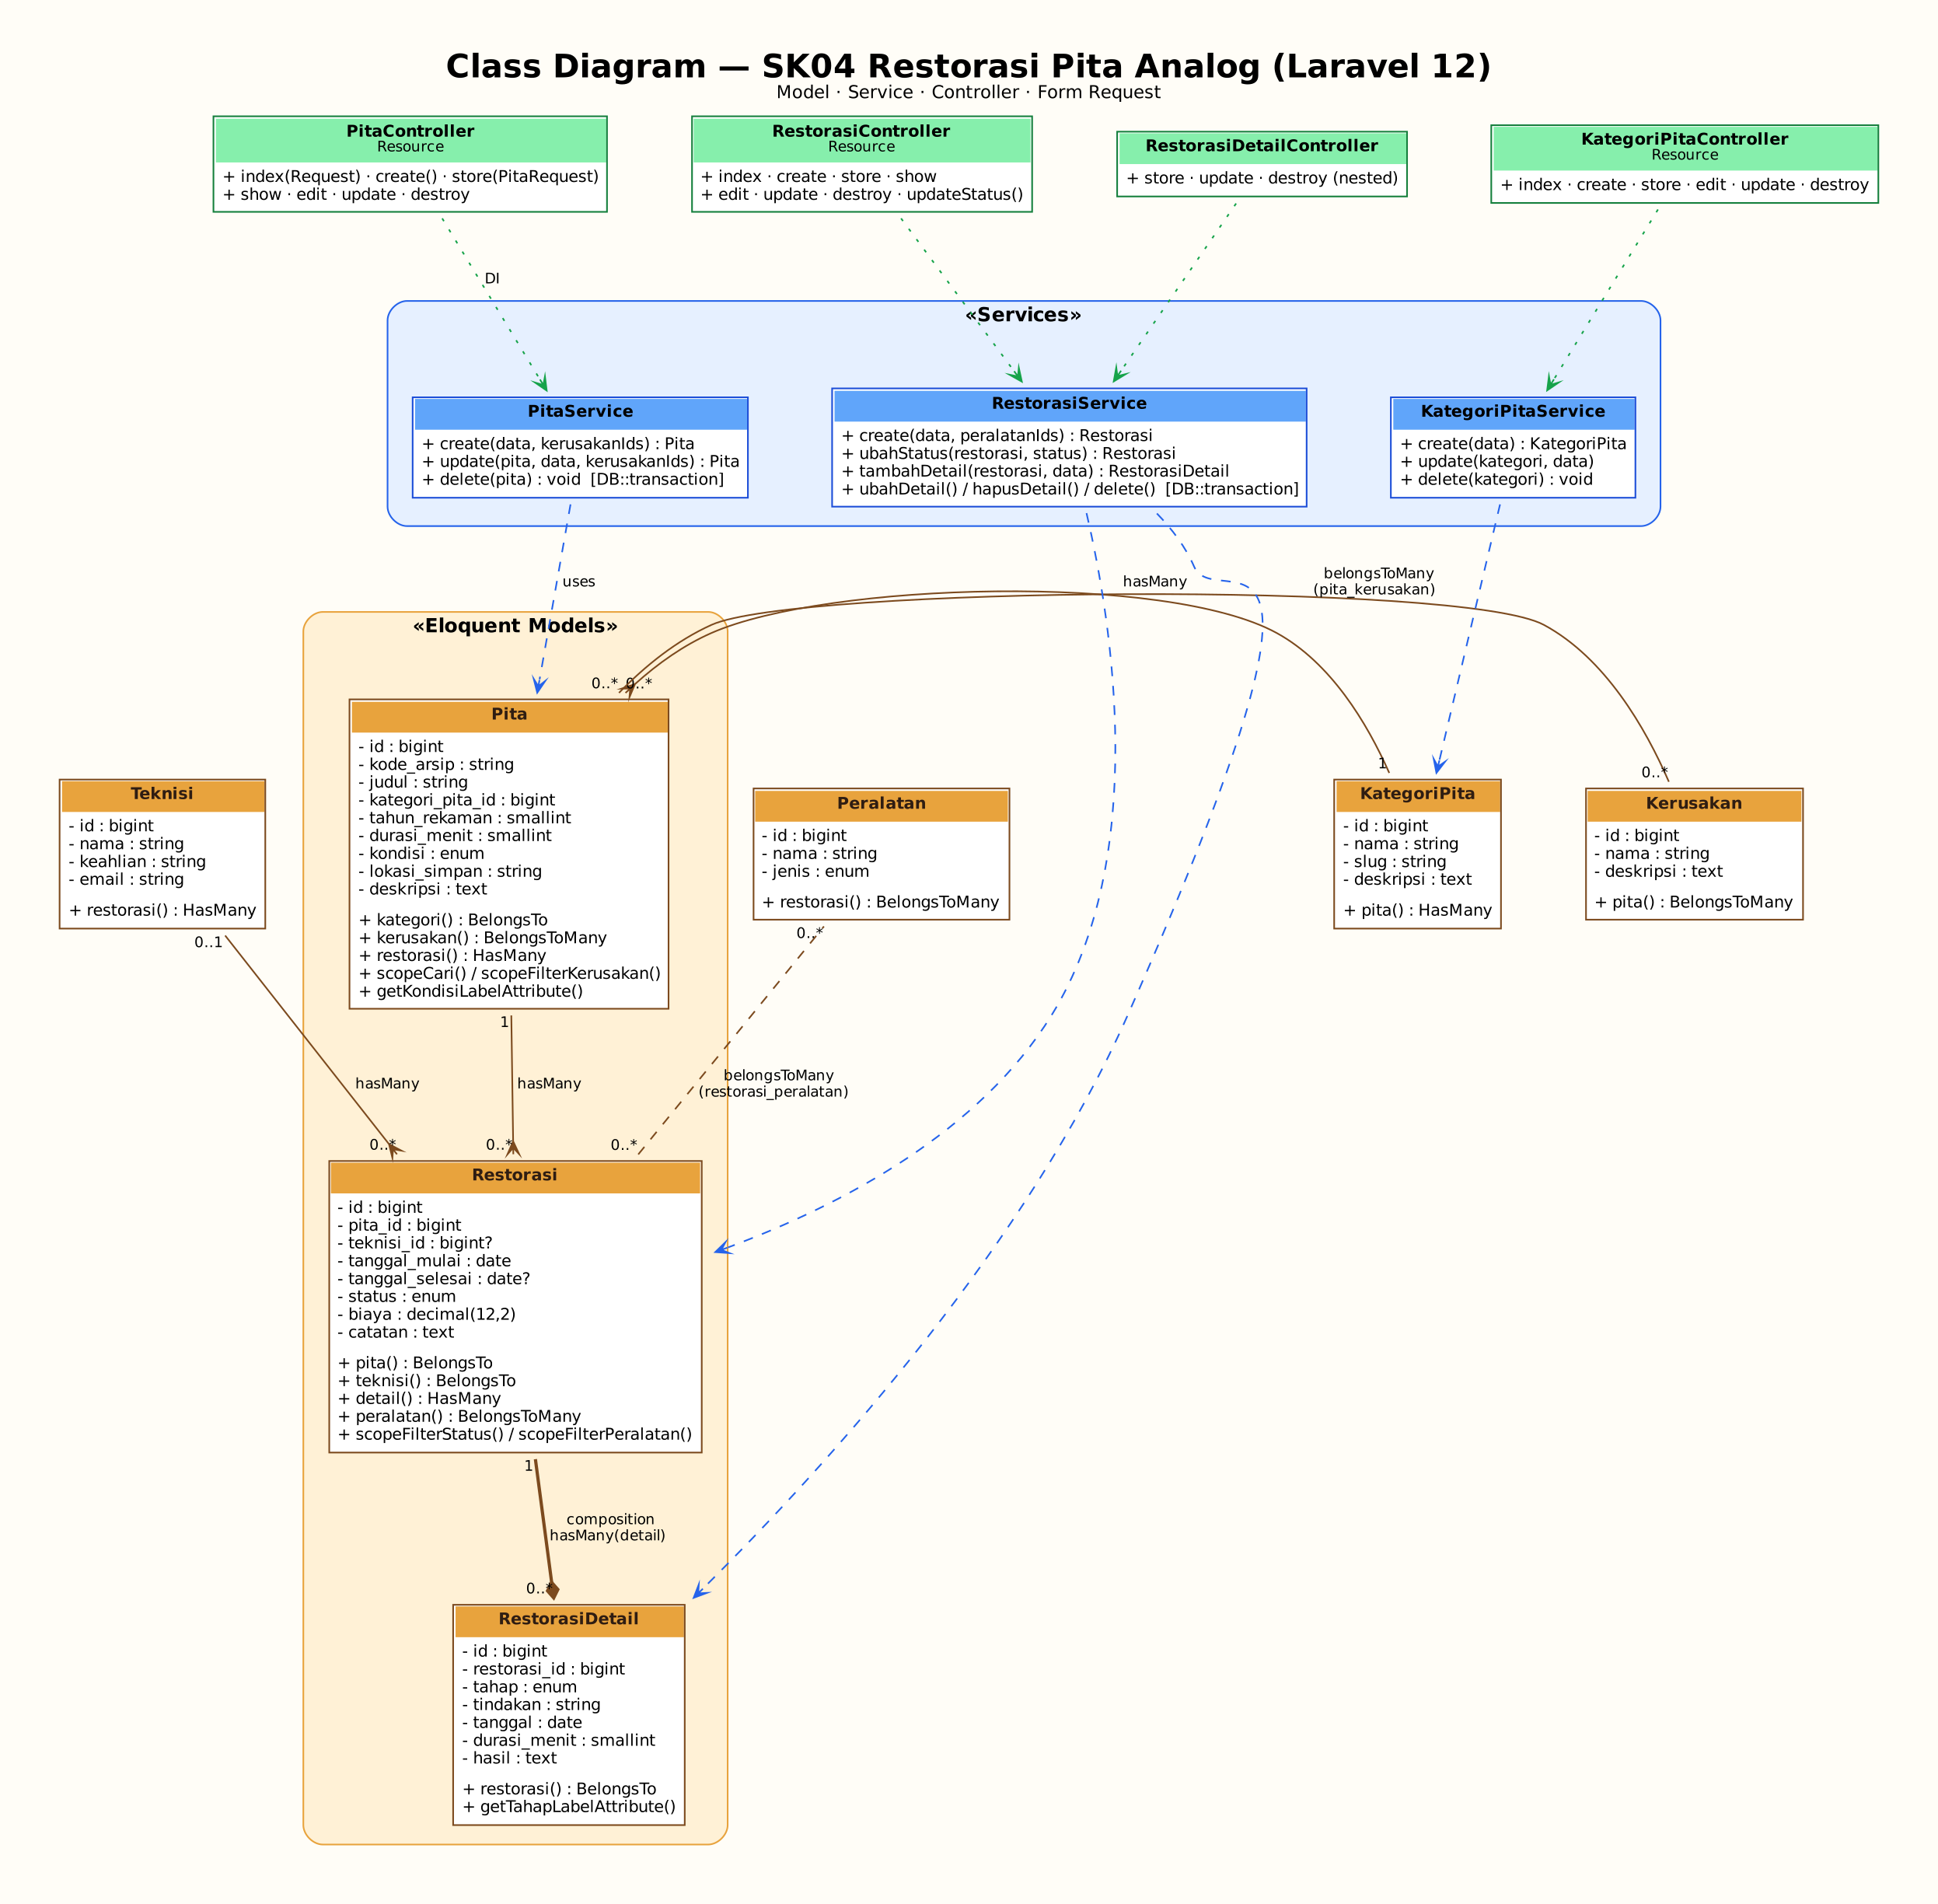 Class Diagram — SK04 Restorasi Pita Analog (Laravel 12)
Model · Service · Controller · Form Request
PitaController
Resource
+ index(Request) · create() · store(PitaRequest)
+ show · edit · update · destroy
RestorasiController
Resource
+ index · create · store · show
+ edit · update · destroy · updateStatus()
RestorasiDetailController
+ store · update · destroy (nested)
KategoriPitaController
Resource
+ index · create · store · edit · update · destroy
DI
«Services»
PitaService
+ create(data, kerusakanIds) : Pita
+ update(pita, data, kerusakanIds) : Pita
+ delete(pita) : void [DB::transaction]
RestorasiService
+ create(data, peralatanIds) : Restorasi
+ ubahStatus(restorasi, status) : Restorasi
+ tambahDetail(restorasi, data) : RestorasiDetail
+ ubahDetail() / hapusDetail() / delete() [DB::transaction]
KategoriPitaService
+ create(data) : KategoriPita
+ update(kategori, data)
+ delete(kategori) : void
uses
hasMany
belongsToMany
(pita_kerusakan)
«Eloquent Models»
0..*
0..*
Pita
- id : bigint
- kode_arsip : string
- judul : string
- kategori_pita_id : bigint
- tahun_rekaman : smallint
- durasi_menit : smallint
- kondisi : enum
- lokasi_simpan : string
- deskripsi : text
+ kategori() : BelongsTo
+ kerusakan() : BelongsToMany
+ restorasi() : HasMany
+ scopeCari() / scopeFilterKerusakan()
+ getKondisiLabelAttribute()
Teknisi
- id : bigint
- nama : string
- keahlian : string
- email : string
+ restorasi() : HasMany
Peralatan
- id : bigint
- nama : string
- jenis : enum
+ restorasi() : BelongsToMany
1
KategoriPita
- id : bigint
- nama : string
- slug : string
- deskripsi : text
+ pita() : HasMany
0..*
Kerusakan
- id : bigint
- nama : string
- deskripsi : text
+ pita() : BelongsToMany
0..1
1
0..*
hasMany
hasMany
belongsToMany
(restorasi_peralatan)
0..*
0..*
0..*
Restorasi
- id : bigint
- pita_id : bigint
- teknisi_id : bigint?
- tanggal_mulai : date
- tanggal_selesai : date?
- status : enum
- biaya : decimal(12,2)
- catatan : text
+ pita() : BelongsTo
+ teknisi() : BelongsTo
+ detail() : HasMany
+ peralatan() : BelongsToMany
+ scopeFilterStatus() / scopeFilterPeralatan()
1
composition
hasMany(detail)
0..*
RestorasiDetail
- id : bigint
- restorasi_id : bigint
- tahap : enum
- tindakan : string
- tanggal : date
- durasi_menit : smallint
- hasil : text
+ restorasi() : BelongsTo
+ getTahapLabelAttribute()